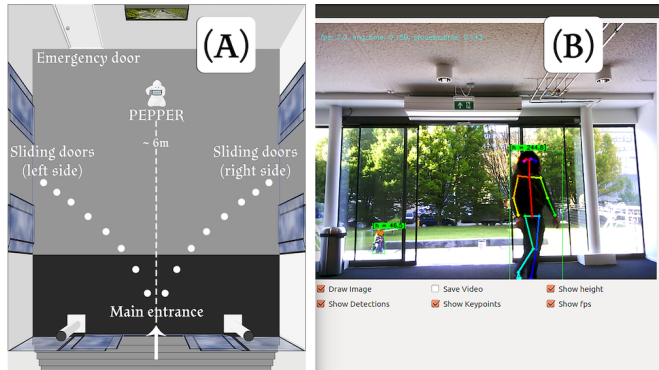 (A)
Emergency door
PEPPER
~ 6m
Sliding doors
(left side)
Sliding doors
(right side)
Main entrance
(B)
Draw Image
Save Video
Show height
Show Detections
Show Keypoints
Show fps